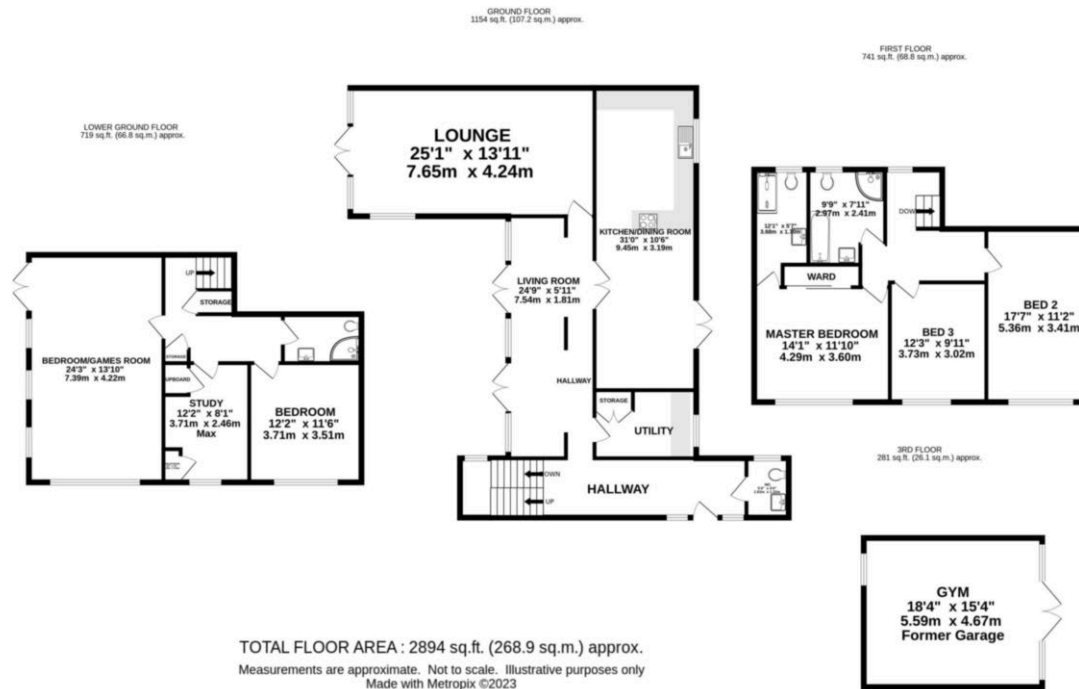 GROUND FLOOR
1154 sq.ft. (107.2 sq.m.) approx.
FIRST FLOOR
741 sq.ft. (68.8 sq.m.) approx.
LOWER GROUND FLOOR
719 sq.ft. (66.8 sq.m.) approx.
LOUNGE
25'1" x 13'11"
7.65m x 4.24m
KITCHEN/DINING ROOM
31'0" x 10'6"
9.45m x 3.19m
LIVING ROOM
24'9" x 5'11"
7.54m x 1.81m
HALLWAY
STORAGE
UTILITY
HALLWAY
DOWN
UP
UP
STORAGE
STORAGE
BEDROOM/GAMES ROOM
24'3" x 13'10"
7.39m x 4.22m
UPBOARD
STUDY
12'2" x 8'1"
3.71m x 2.46m
Max
BEDROOM
12'2" x 11'6"
3.71m x 3.51m
9'9" x 7'11"
2.97m x 2.41m
DOWN
WARD
MASTER BEDROOM
14'1" x 11'10"
4.29m x 3.60m
BED 3
12'3" x 9'11"
3.73m x 3.02m
BED 2
17'7" x 11'2"
5.36m x 3.41m
3RD FLOOR
281 sq.ft. (26.1 sq.m.) approx.
GYM
18'4" x 15'4"
5.59m x 4.67m
Former Garage
TOTAL FLOOR AREA : 2894 sq.ft. (268.9 sq.m.) approx.
Measurements are approximate. Not to scale. Illustrative purposes only
Made with Metropix ©2023